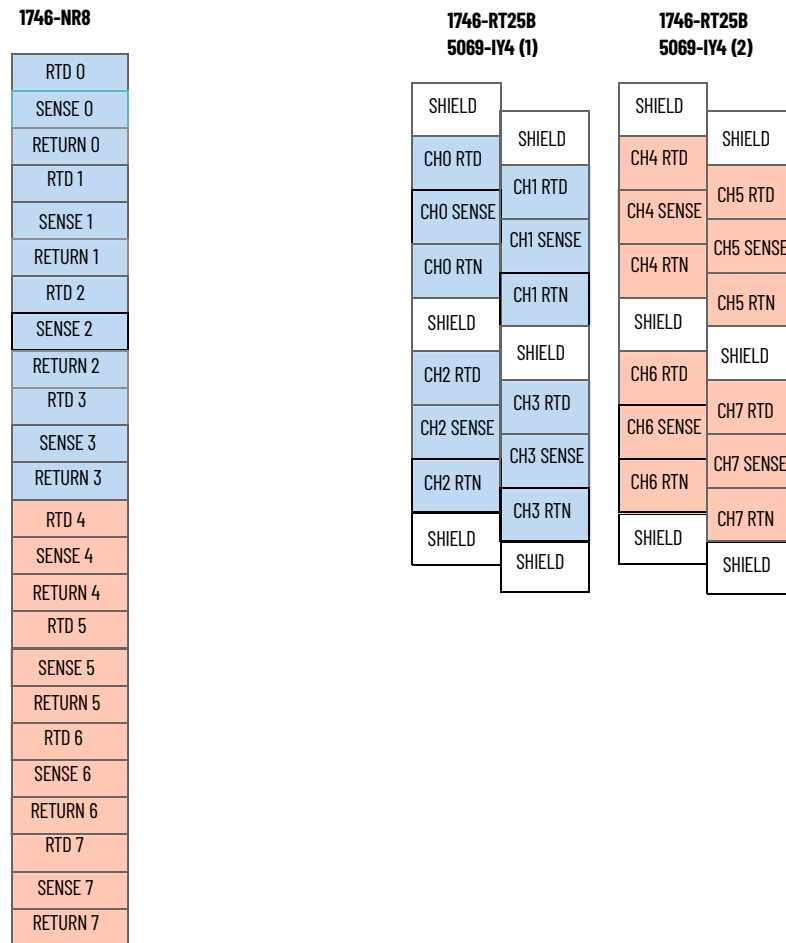 1746-NR8
RTD 0
SENSE 0
RETURN 0
RTD 1
SENSE 1
RETURN 1
RTD 2
SENSE 2
RETURN 2
RTD 3
SENSE 3
RETURN 3
RTD 4
SENSE 4
RETURN 4
RTD 5
SENSE 5
RETURN 5
RTD 6
SENSE 6
RETURN 6
RTD 7
SENSE 7
RETURN 7
1746-RT25B
5069-IY4 (1)
SHIELD
CH0 RTD
CH0 SENSE
CH0 RTN
SHIELD
CH2 RTD
CH2 SENSE
CH2 RTN
SHIELD
SHIELD
CH1 RTD
CH1 SENSE
CH1 RTN
SHIELD
CH3 RTD
CH3 SENSE
CH3 RTN
SHIELD
1746-RT25B
5069-IY4 (2)
SHIELD
CH4 RTD
CH4 SENSE
CH4 RTN
SHIELD
CH6 RTD
CH6 SENSE
CH6 RTN
SHIELD
SHIELD
CH5 RTD
CH5 SENSE
CH5 RTN
SHIELD
CH7 RTD
CH7 SENSE
CH7 RTN
SHIELD